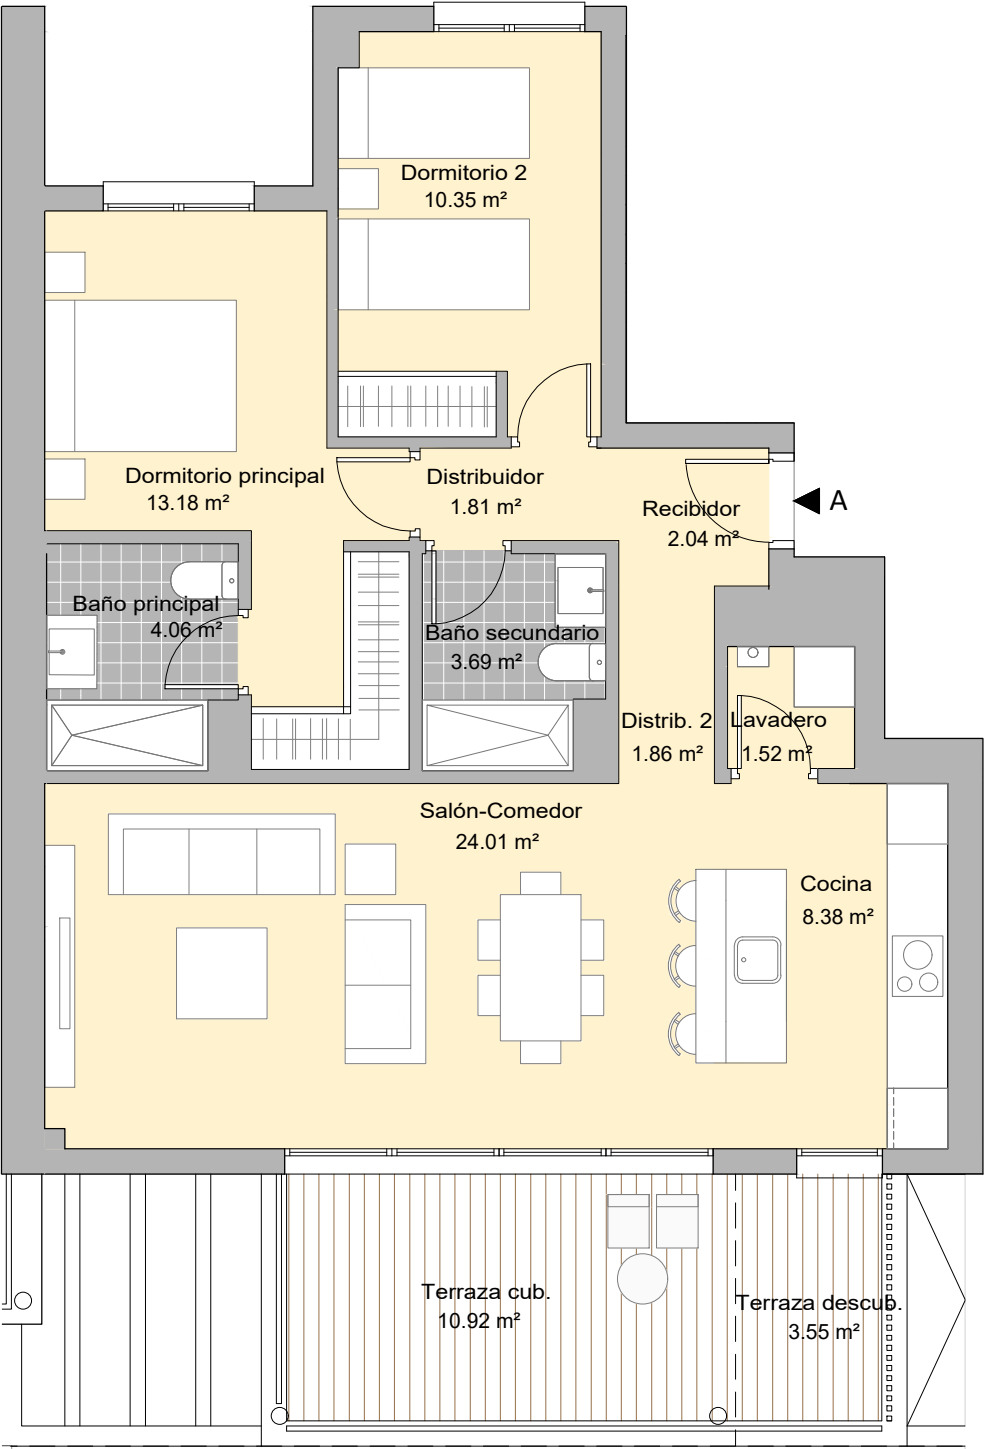 Dormitorio 2
10.35 m²
Dormitorio principal
13.18 m²
Distribuidor
1.81 m²
Recibidor
2.04 m²
A
Baño principal
4.06 m²
Baño secundario
3.69 m²
Distrib. 2
1.86 m²
Lavadero
1.52 m²
Salón-Comedor
24.01 m²
Cocina
8.38 m²
Terraza cub.
10.92 m²
Terraza descub.
3.55 m²